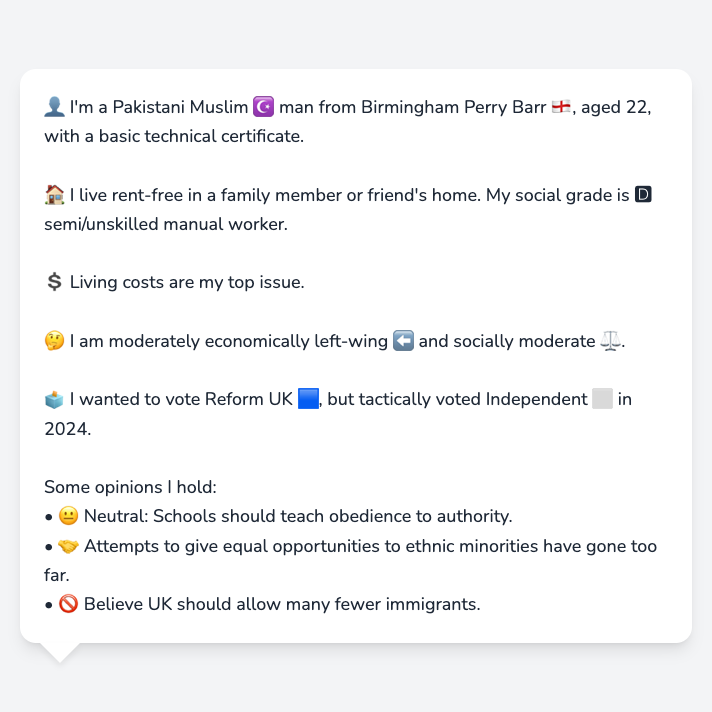 👤 I'm a Pakistani Muslim ☪️ man from Birmingham Perry Barr 🏴󠁧󠁢󠁥󠁮󠁧󠁿, aged 22,
with a basic technical certificate.
🏠 I live rent-free in a family member or friend's home. My social grade is 🅳
semi/unskilled manual worker.
💲 Living costs are my top issue.
🤔 I am moderately economically left-wing ⬅️ and socially moderate ⚖️.
🗳️ I wanted to vote Reform UK 🟦, but tactically voted Independent ⬜ in
2024.
Some opinions I hold:
• 😐 Neutral: Schools should teach obedience to authority.
• 🤝 Attempts to give equal opportunities to ethnic minorities have gone too
far.
• 🚫 Believe UK should allow many fewer immigrants.